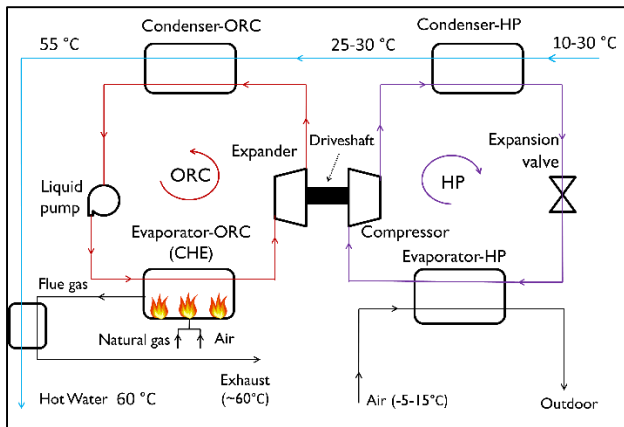 Condenser-ORC
Condenser-HP
55 °C
25-30 °C
10-30 °C
Driveshaft
Expander
Expansion
valve
ORC
HP
Liquid
pump
Compressor
Evaporator-ORC
(CHE)
Evaporator-HP
Flue gas
Natural gas
Air
Exhaust
(~60°C)
Hot Water 60 °C
Air (-5-15°C)
Outdoor